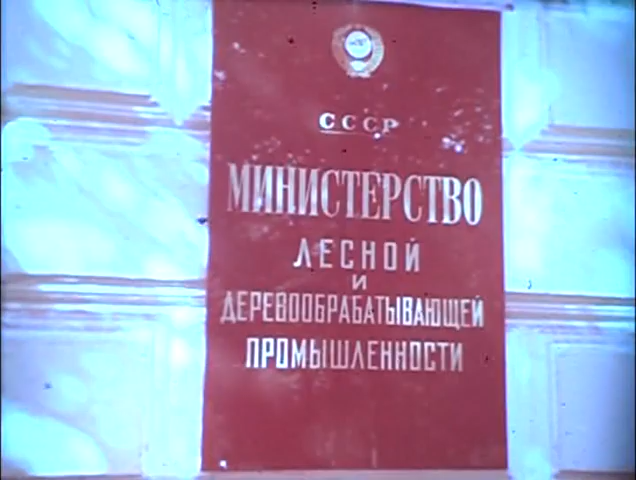 СССР
МИНИСТЕРСТВО
ЛЕСНОЙ
И
ДЕРЕВООБРАБАТЫВАЮЩЕЙ
ПРОМЫШЛЕННОСТИ